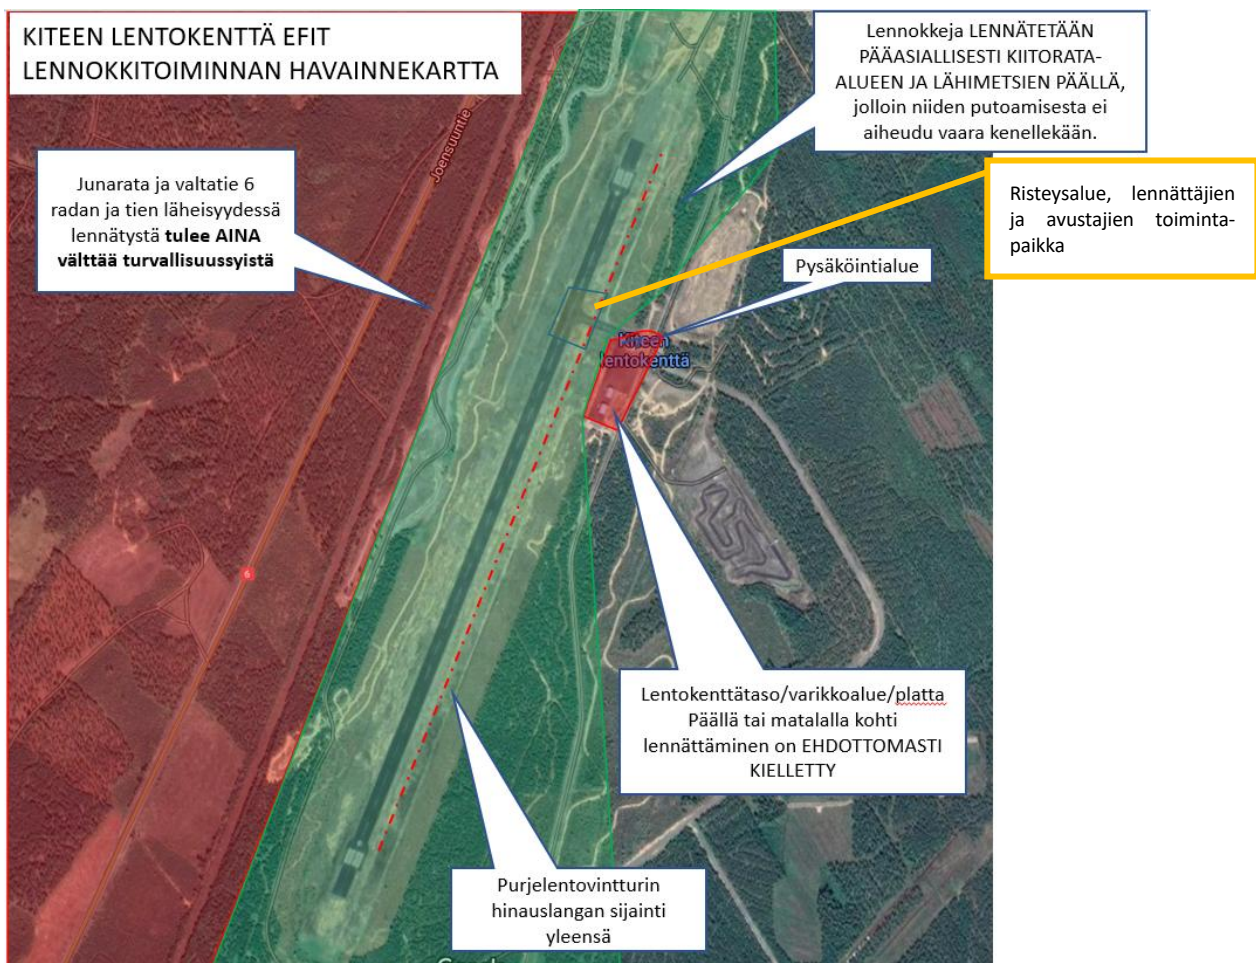 KITEEN LENTOKENTTÄ EFIT
LENNOKKITOIMINNAN HAVAINNEKARTTA
Lennokkeja LENNÄTETÄÄN
PÄÄASIALLISESTI KIITORATA-
ALUEEN JA LÄHIMETSIEN PÄÄLLÄ,
jolloin niiden putoamisesta ei
aiheudu vaara kenellekään.
Joensuuntie
Junarata ja valtatie 6
radan ja tien läheisyydessä
lennätystä tulee AINA
välttää turvallisuussyistä
Risteysalue, lennättäjien
ja avustajien toiminta-
paikka
Pysäköintialue
Kiteen
lentokenttä
6
Lentokenttätaso/varikkoalue/platta
Päällä tai matalalla kohti
lennättäminen on EHDOTTOMASTI
KIELLETTY
Purjelentovintturin
hinauslangan sijainti
yleensä